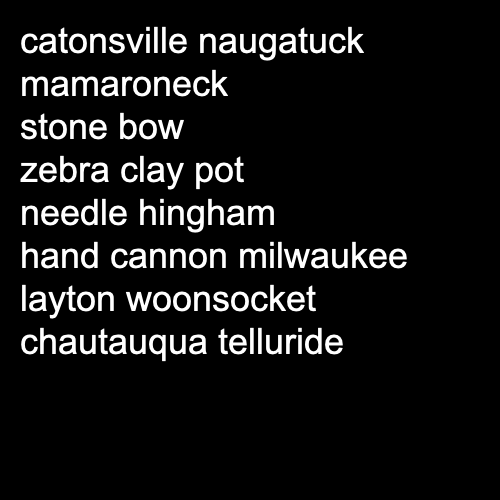 catonsville naugatuck
mamaroneck
stone bow
zebra clay pot
needle hingham
hand cannon milwaukee
layton woonsocket
chautauqua telluride